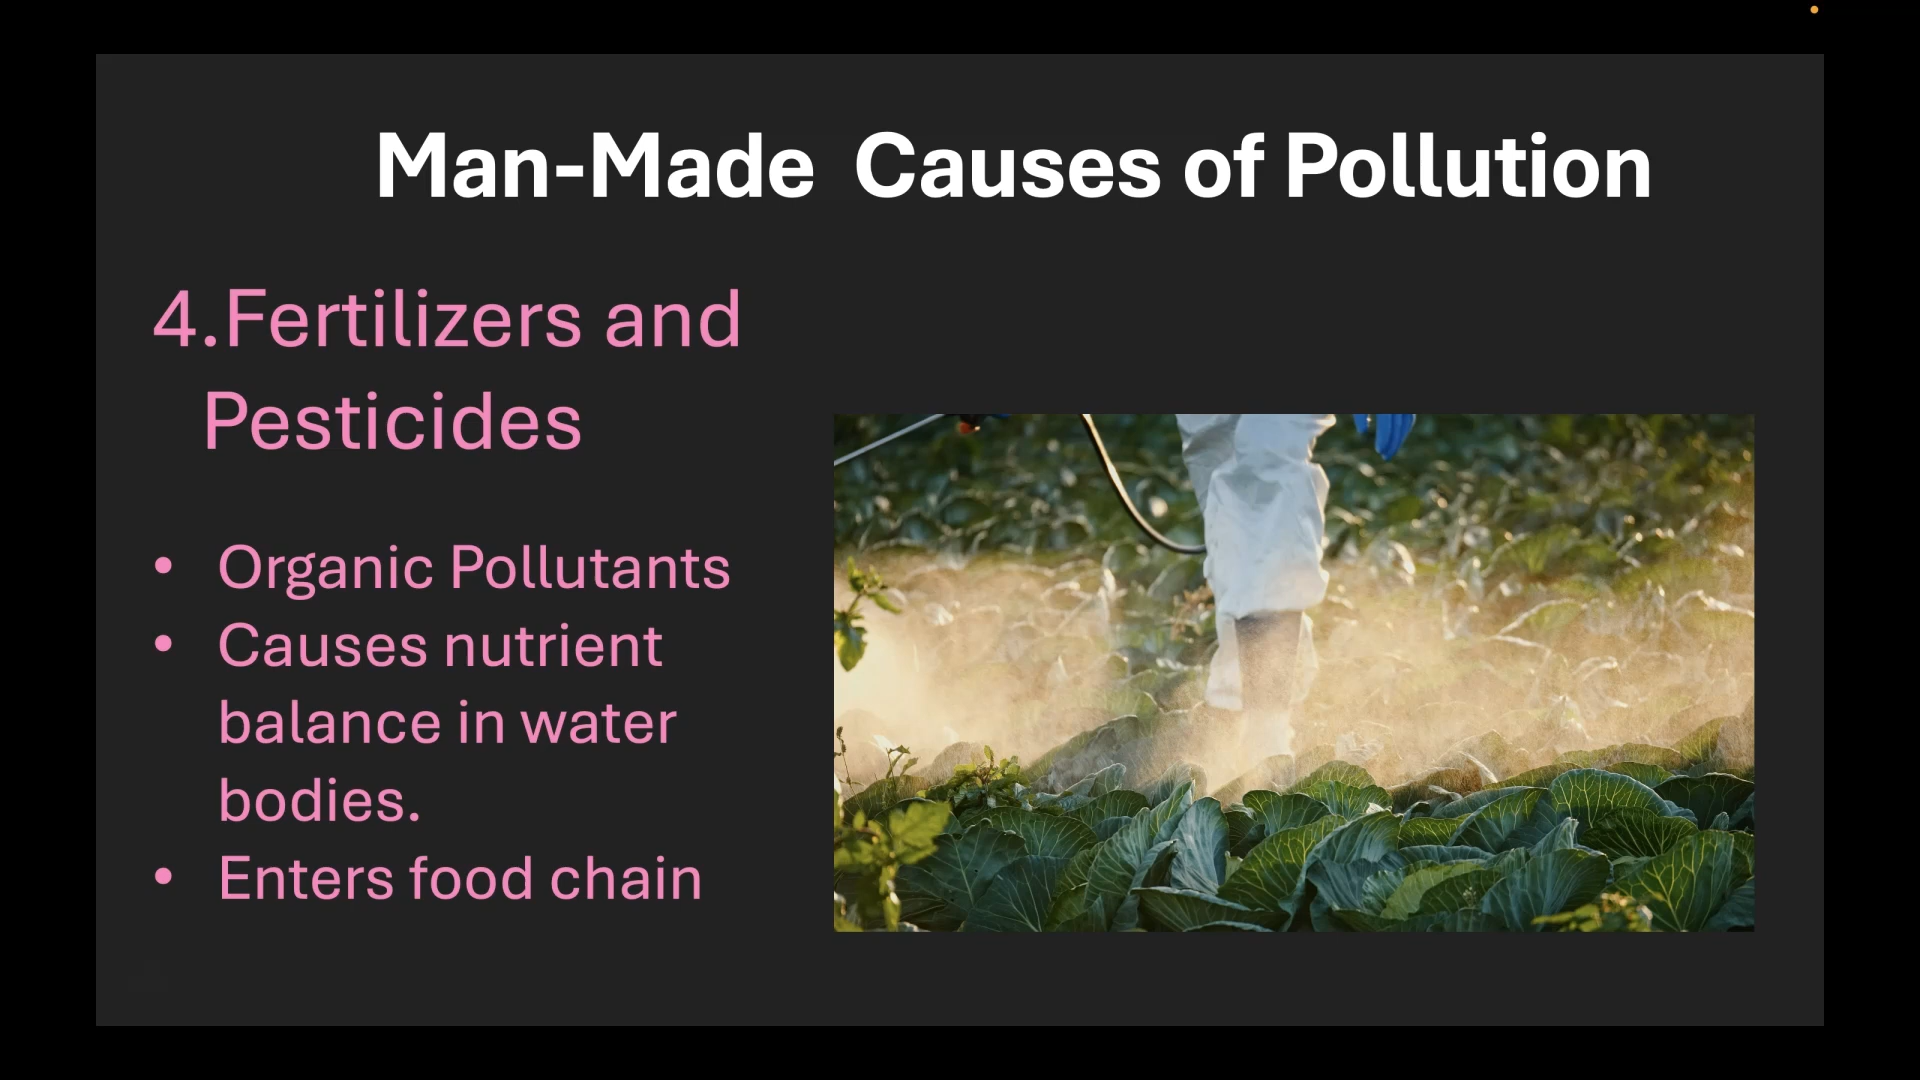 Man-Made  Causes of Pollution
4.Fertilizers and
Pesticides
• Organic Pollutants
• Causes nutrient
balance in water
bodies.
• Enters food chain